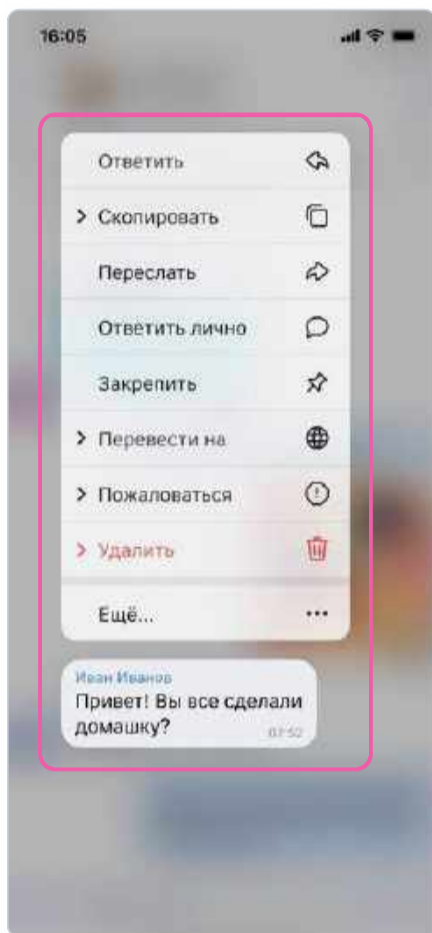 16:05
Ответить
Скопировать
Переслать
Ответить лично
Закрепить
Перевести на
Пожаловаться
Удалить
Ещё...
Иван Иванов
Привет! Вы все сделали
домашку?
07:52